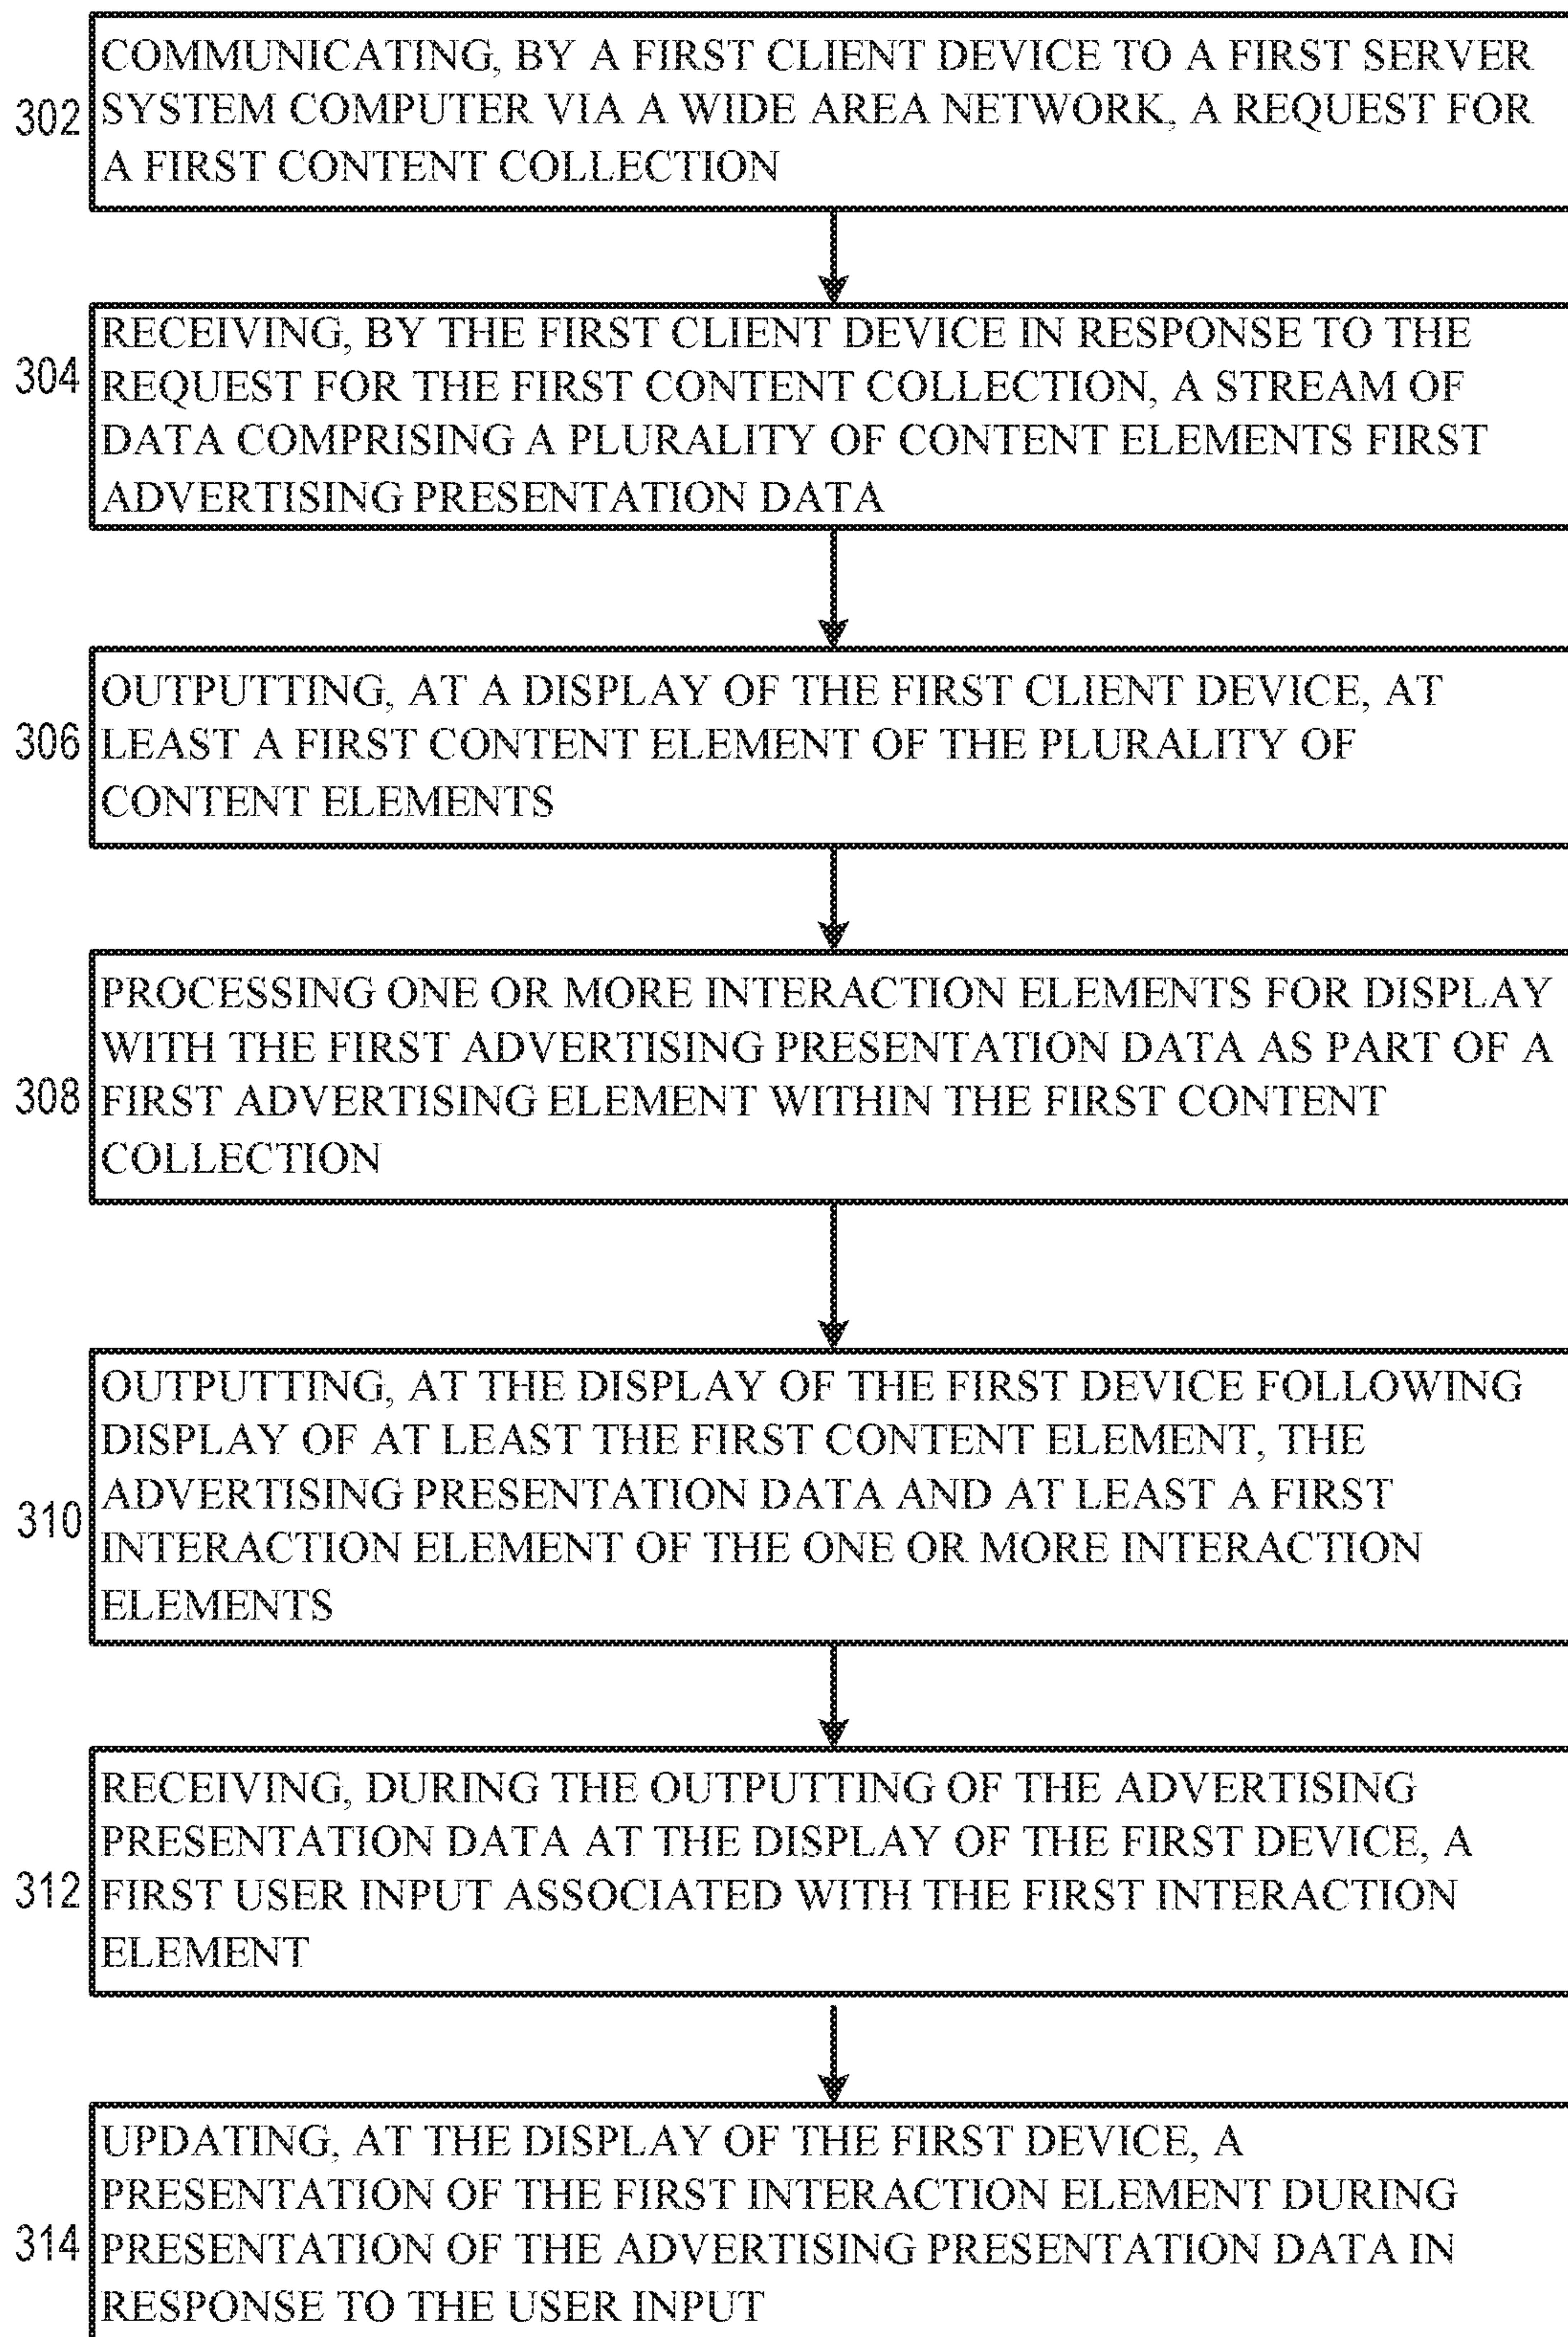 COMMUNICATING, BY A FIRST CLIENT DEVICE TO A FIRST SERVER
302
SYSTEM COMPUTER VIA A WIDE AREA NETWORK, A REQUEST FOR
A FIRST CONTENT COLLECTION
RECEIVING, BY THE FIRST CLIENT DEVICE IN RESPONSE TO THE
304
REQUEST FOR THE FIRST CONTENT COLLECTION, A STREAM OF
DATA COMPRISING A PLURALITY OF CONTENT ELEMENTS FIRST
ADVERTISING PRESENTATION DATA
OUTPUTTING, AT A DISPLAY OF THE FIRST CLIENT DEVICE, AT
306
LEAST A FIRST CONTENT ELEMENT OF THE PLURALITY OF
CONTENT ELEMENTS
PROCESSING ONE OR MORE INTERACTION ELEMENTS FOR DISPLAY
WITH THE FIRST ADVERTISING PRESENTATION DATA AS PART OF A
308
FIRST ADVERTISING ELEMENT WITHIN THE FIRST CONTENT
COLLECTION
OUTPUTTING, AT THE DISPLAY OF THE FIRST DEVICE FOLLOWING
DISPLAY OF AT LEAST THE FIRST CONTENT ELEMENT, THE
ADVERTISING PRESENTATION DATA AND AT LEAST A FIRST
310
INTERACTION ELEMENT OF THE ONE OR MORE INTERACTION
ELEMENTS
RECEIVING, DURING THE OUTPUTTING OF THE ADVERTISING
PRESENTATION DATA AT THE DISPLAY OF THE FIRST DEVICE, A
312
FIRST USER INPUT ASSOCIATED WITH THE FIRST INTERACTION
ELEMENT
UPDATING, AT THE DISPLAY OF THE FIRST DEVICE, A
PRESENTATION OF THE FIRST INTERACTION ELEMENT DURING
314
PRESENTATION OF THE ADVERTISING PRESENTATION DATA IN
RESPONSE TO THE USER INPUT